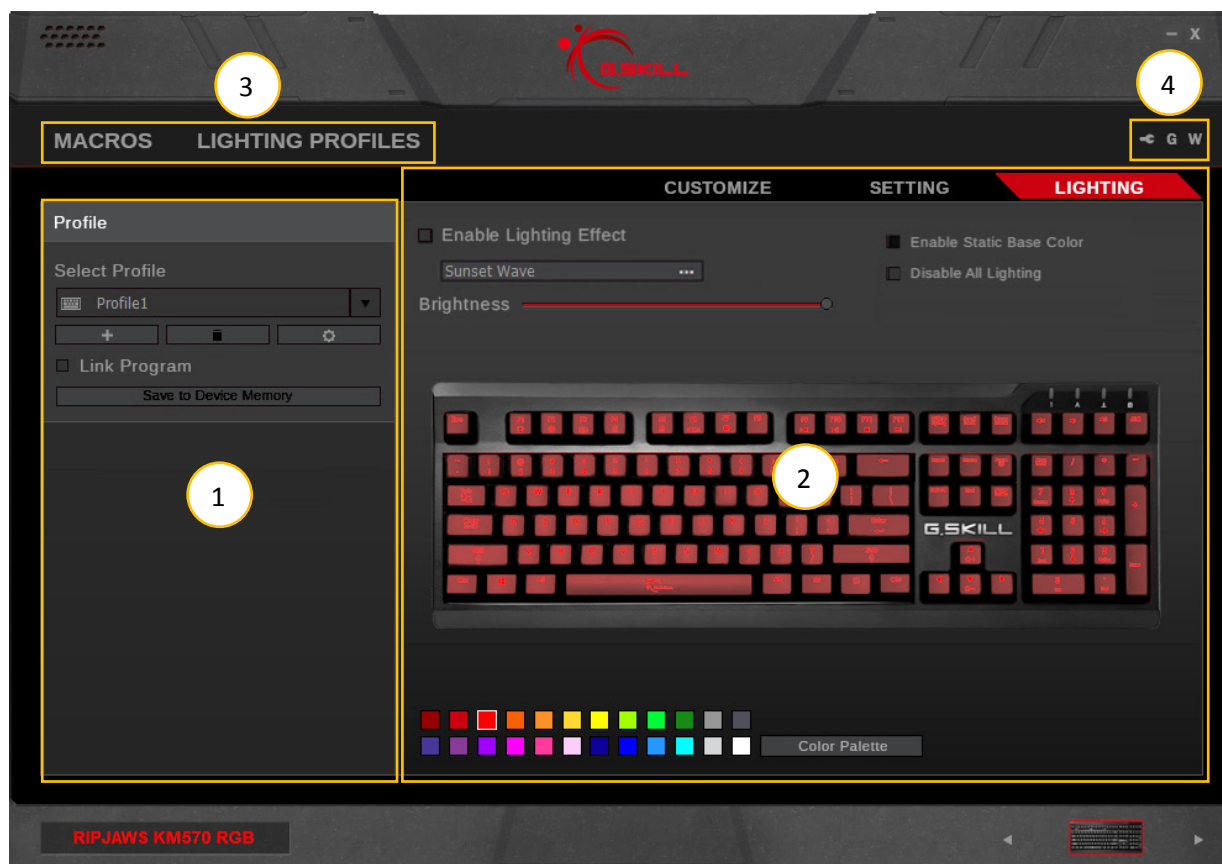 G.SKILL
- X
3
4
MACROS LIGHTING PROFILES
G W
CUSTOMIZE SETTING LIGHTING
Profile
Enable Lighting Effect
Enable Static Base Color
Select Profile
Sunset Wave ...
Disable All Lighting
Profile1
Brightness
+
Link Program
Save to Device Memory
1
2
G.SKILL
Color Palette
RIPJAWS KM570 RGB